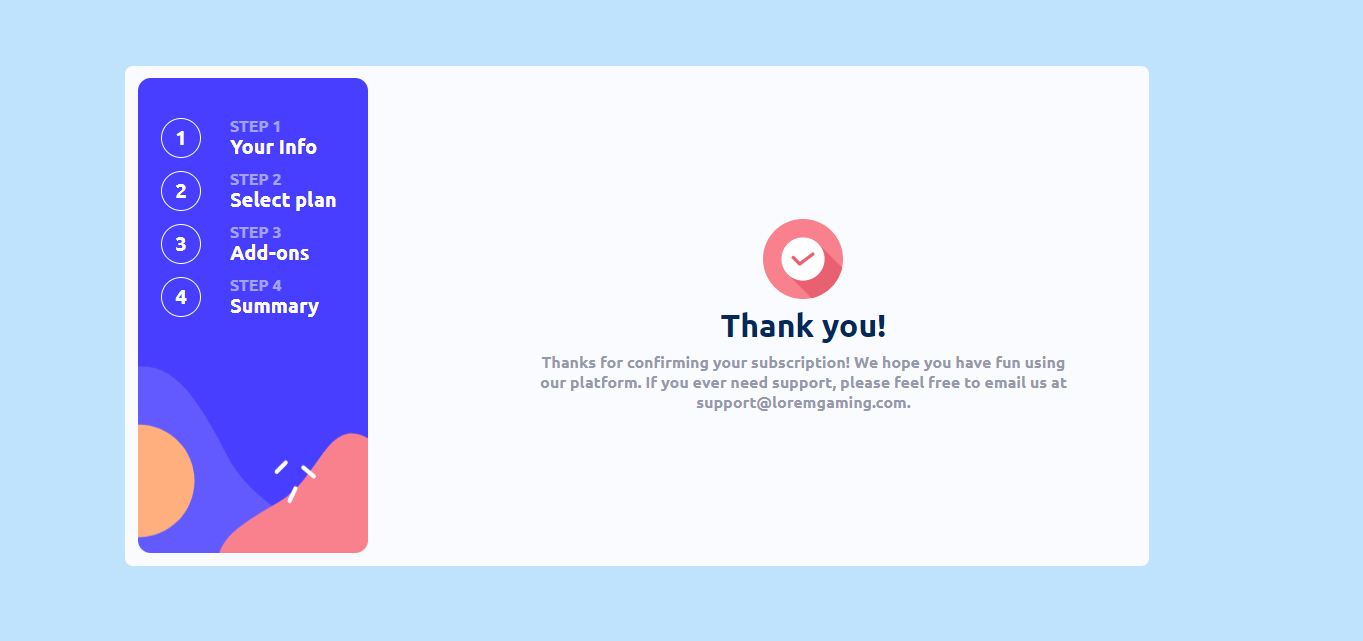 1
STEP 1
Your Info
2
STEP 2
Select plan
3
STEP 3
Add-ons
4
STEP 4
Summary
Thank you!
Thanks for confirming your subscription! We hope you have fun using
our platform. If you ever need support, please feel free to email us at
support@loremgaming.com.